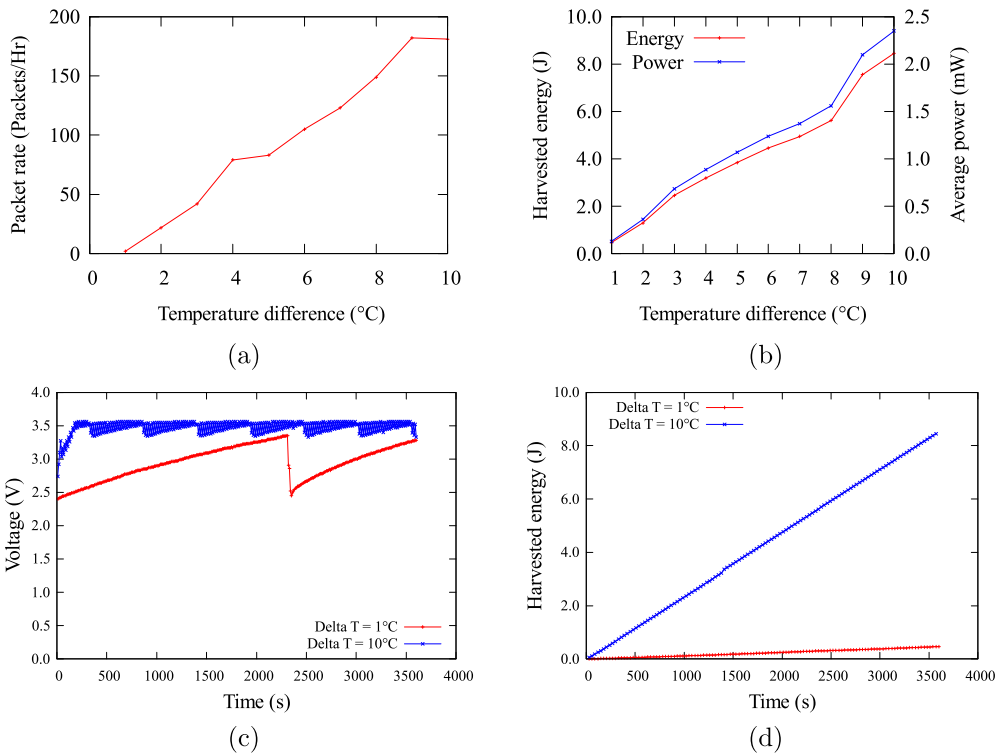 200
150
100
50
0
Packet rate (Packets/Hr)
0 2 4 6 8 10
Temperature difference (°C)
(a)
10.0
8.0
6.0
4.0
2.0
0.0
Harvested energy (J)
Energy
Power
2.5
2.0
1.5
1.0
0.5
0.0
Average power (mW)
1 2 3 4 5 6 7 8 9 10
Temperature difference (°C)
(b)
4.0
3.5
3.0
2.5
2.0
1.5
1.0
0.5
0.0
Voltage (V)
Delta T = 1°C
Delta T = 10°C
0 500 1000 1500 2000 2500 3000 3500 4000
Time (s)
(c)
10.0
8.0
6.0
4.0
2.0
0.0
Harvested energy (J)
Delta T = 1°C
Delta T = 10°C
0 500 1000 1500 2000 2500 3000 3500 4000
Time (s)
(d)